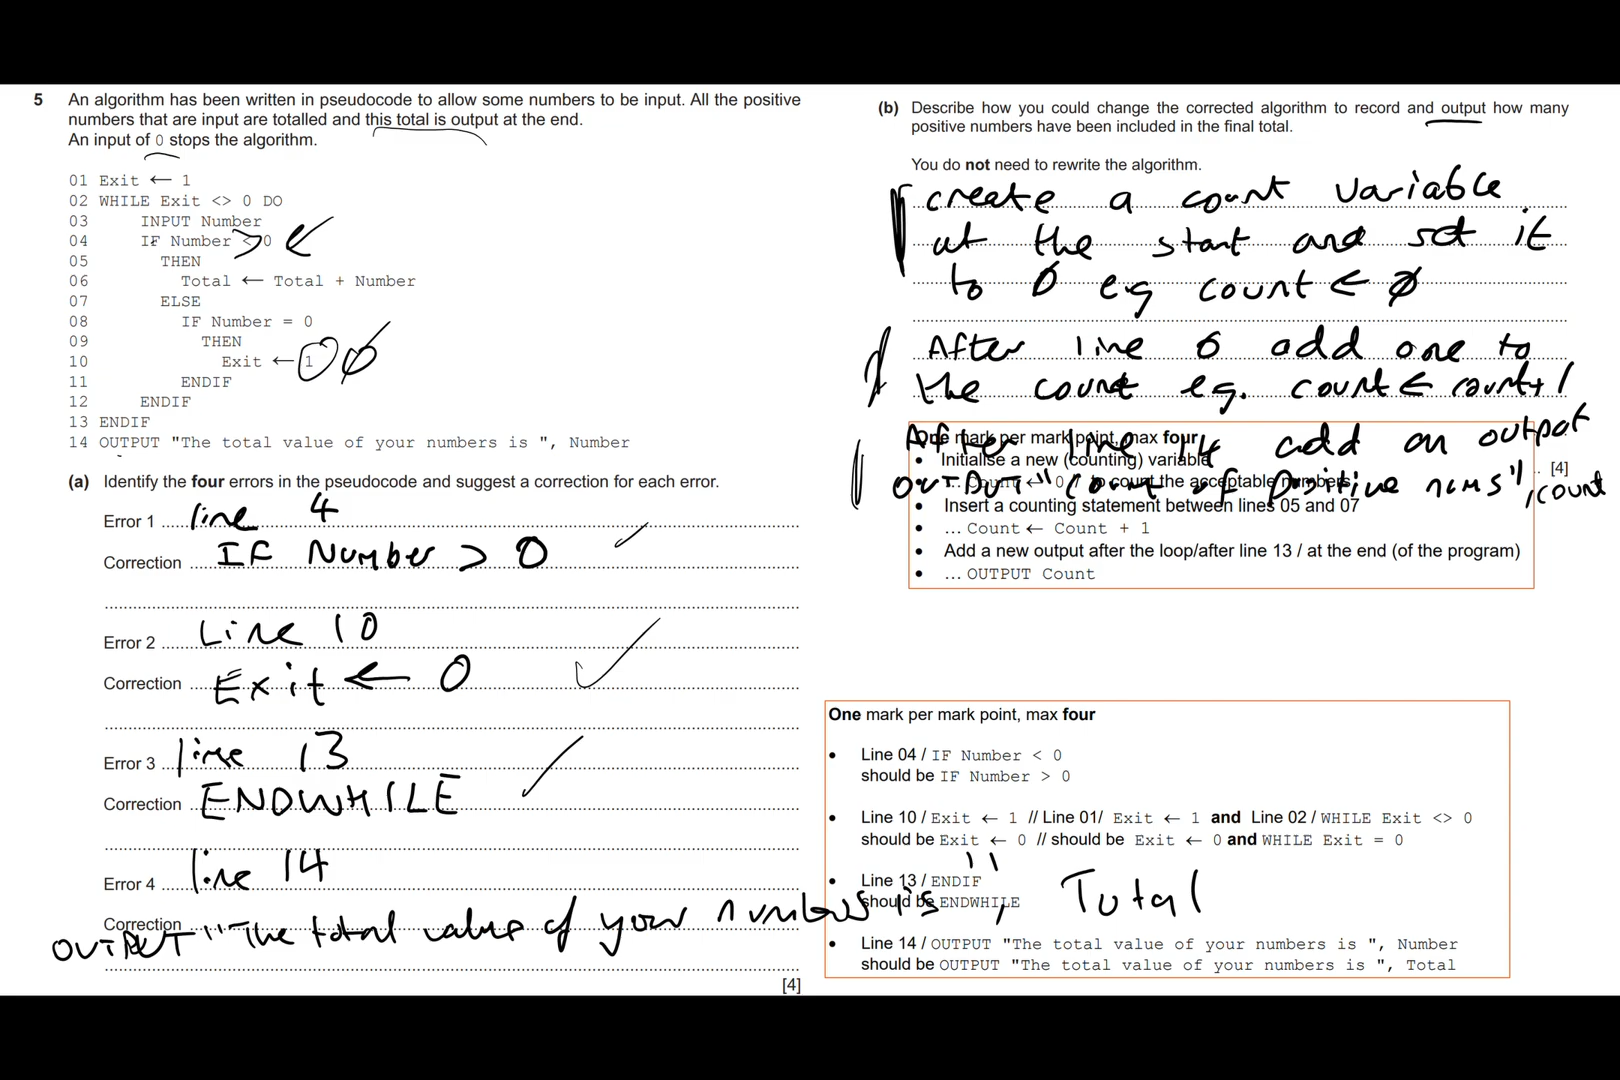 5 An algorithm has been written in pseudocode to allow some numbers to be input. All the positive
numbers that are input are totalled and this total is output at the end.
An input of 0 stops the algorithm.
01 Exit ← 1
02 WHILE Exit <> 0 DO
03 INPUT Number
04 IF Number < 0 >
05 THEN
06 Total ← Total + Number
07 ELSE
08 IF Number = 0
09 THEN
10 Exit ← 1 0
11 ENDIF
12 ENDIF
13 ENDIF
14 OUTPUT "The total value of your numbers is ", Number
(a) Identify the four errors in the pseudocode and suggest a correction for each error.
Error 1 line 4
Correction IF Number > 0
Error 2 Line 10
Correction Exit ← 0
Error 3 line 13
Correction ENDWHILE
Error 4 line 14
Correction
OUTPUT "The total value of your numbers is", Total
[4]
(b) Describe how you could change the corrected algorithm to record and output how many
positive numbers have been included in the final total.
You do not need to rewrite the algorithm.
create a count variable
at the start and set it
to 0 eg count ← 0
After line 6 add one to
the count eg. count ← count+1
After line 14 add an output
OUTPUT "count of positive nums", count
[4]
One mark per mark point, max four
• Initialise a new (counting) variable
• ... Count ← 0 / to count the acceptable numbers
• Insert a counting statement between lines 05 and 07
• ... Count ← Count + 1
• Add a new output after the loop/after line 13 / at the end (of the program)
• ... OUTPUT Count
One mark per mark point, max four
• Line 04 / IF Number < 0
should be IF Number > 0
• Line 10 / Exit ← 1 // Line 01/ Exit ← 1 and Line 02 / WHILE Exit <> 0
should be Exit ← 0 // should be Exit ← 0 and WHILE Exit = 0
• Line 13 / ENDIF
should be ENDWHILE
• Line 14 / OUTPUT "The total value of your numbers is ", Number
should be OUTPUT "The total value of your numbers is ", Total